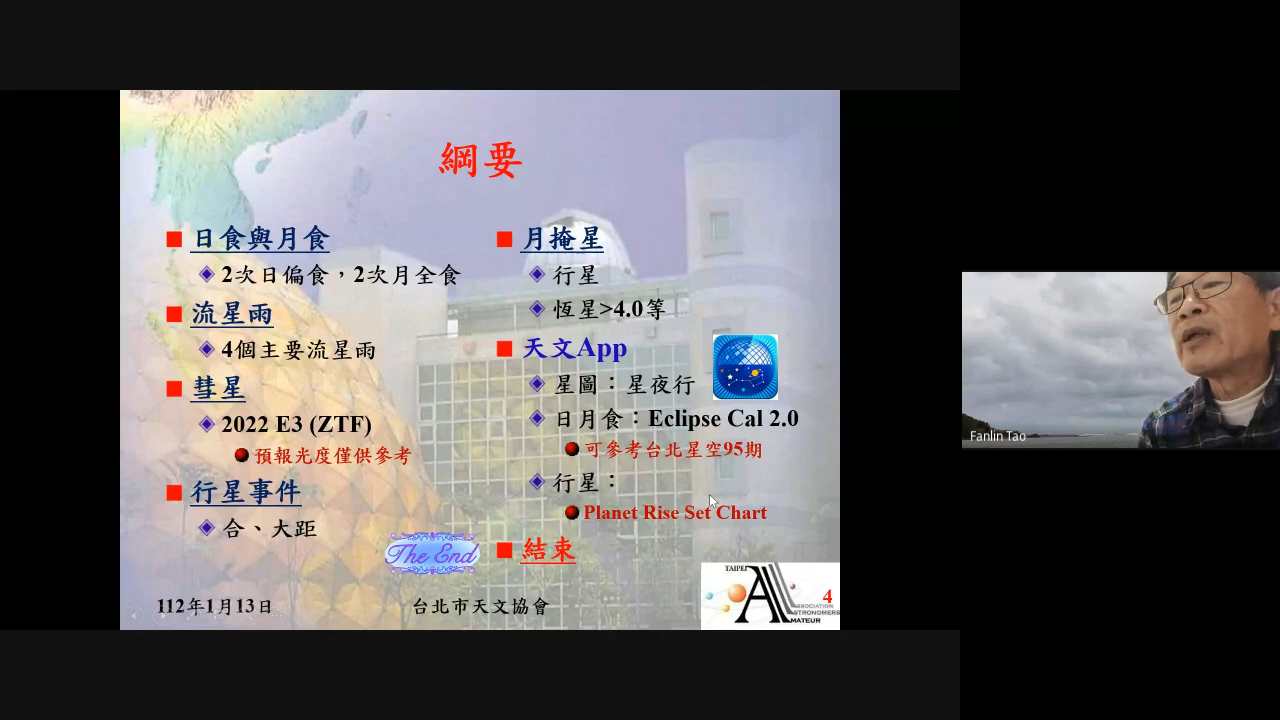 綱要
日食與月食
2次日偏食，2次月全食
流星雨
4個主要流星雨
彗星
2022 E3 (ZTF)
預報光度僅供參考
行星事件
合、大距
The End
月掩星
行星
恆星>4.0等
天文App
星圖：星夜行
日月食：Eclipse Cal 2.0
可參考台北星空95期
行星：
Planet Rise Set Chart
結束
112年1月13日
台北市天文協會
4
TAIPEI
ASSOCIATION
ASTRONOMERS
AMATEUR
Fanlin Tao